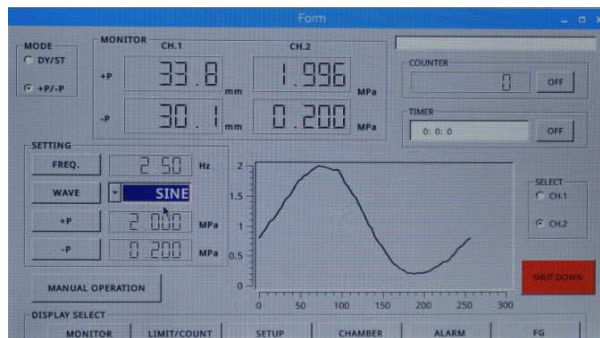 Form
MODE
DY/ST
+P/-P
MONITOR
CH.1
CH.2
+P
33.8 mm
1.996 MPa
-P
30.1 mm
0.200 MPa
COUNTER
0
OFF
TIMER
0: 0: 0
OFF
SETTING
FREQ.
2.50 Hz
WAVE
SINE
+P
2.000 MPa
-P
0.200 MPa
MANUAL OPERATION
2
1.5
1
0.5
0
0 50 100 150 200 250 300
SELECT
CH.1
CH.2
SHUT DOWN
DISPLAY SELECT
MONITOR LIMIT/COUNT SETUP CHAMBER ALARM FG